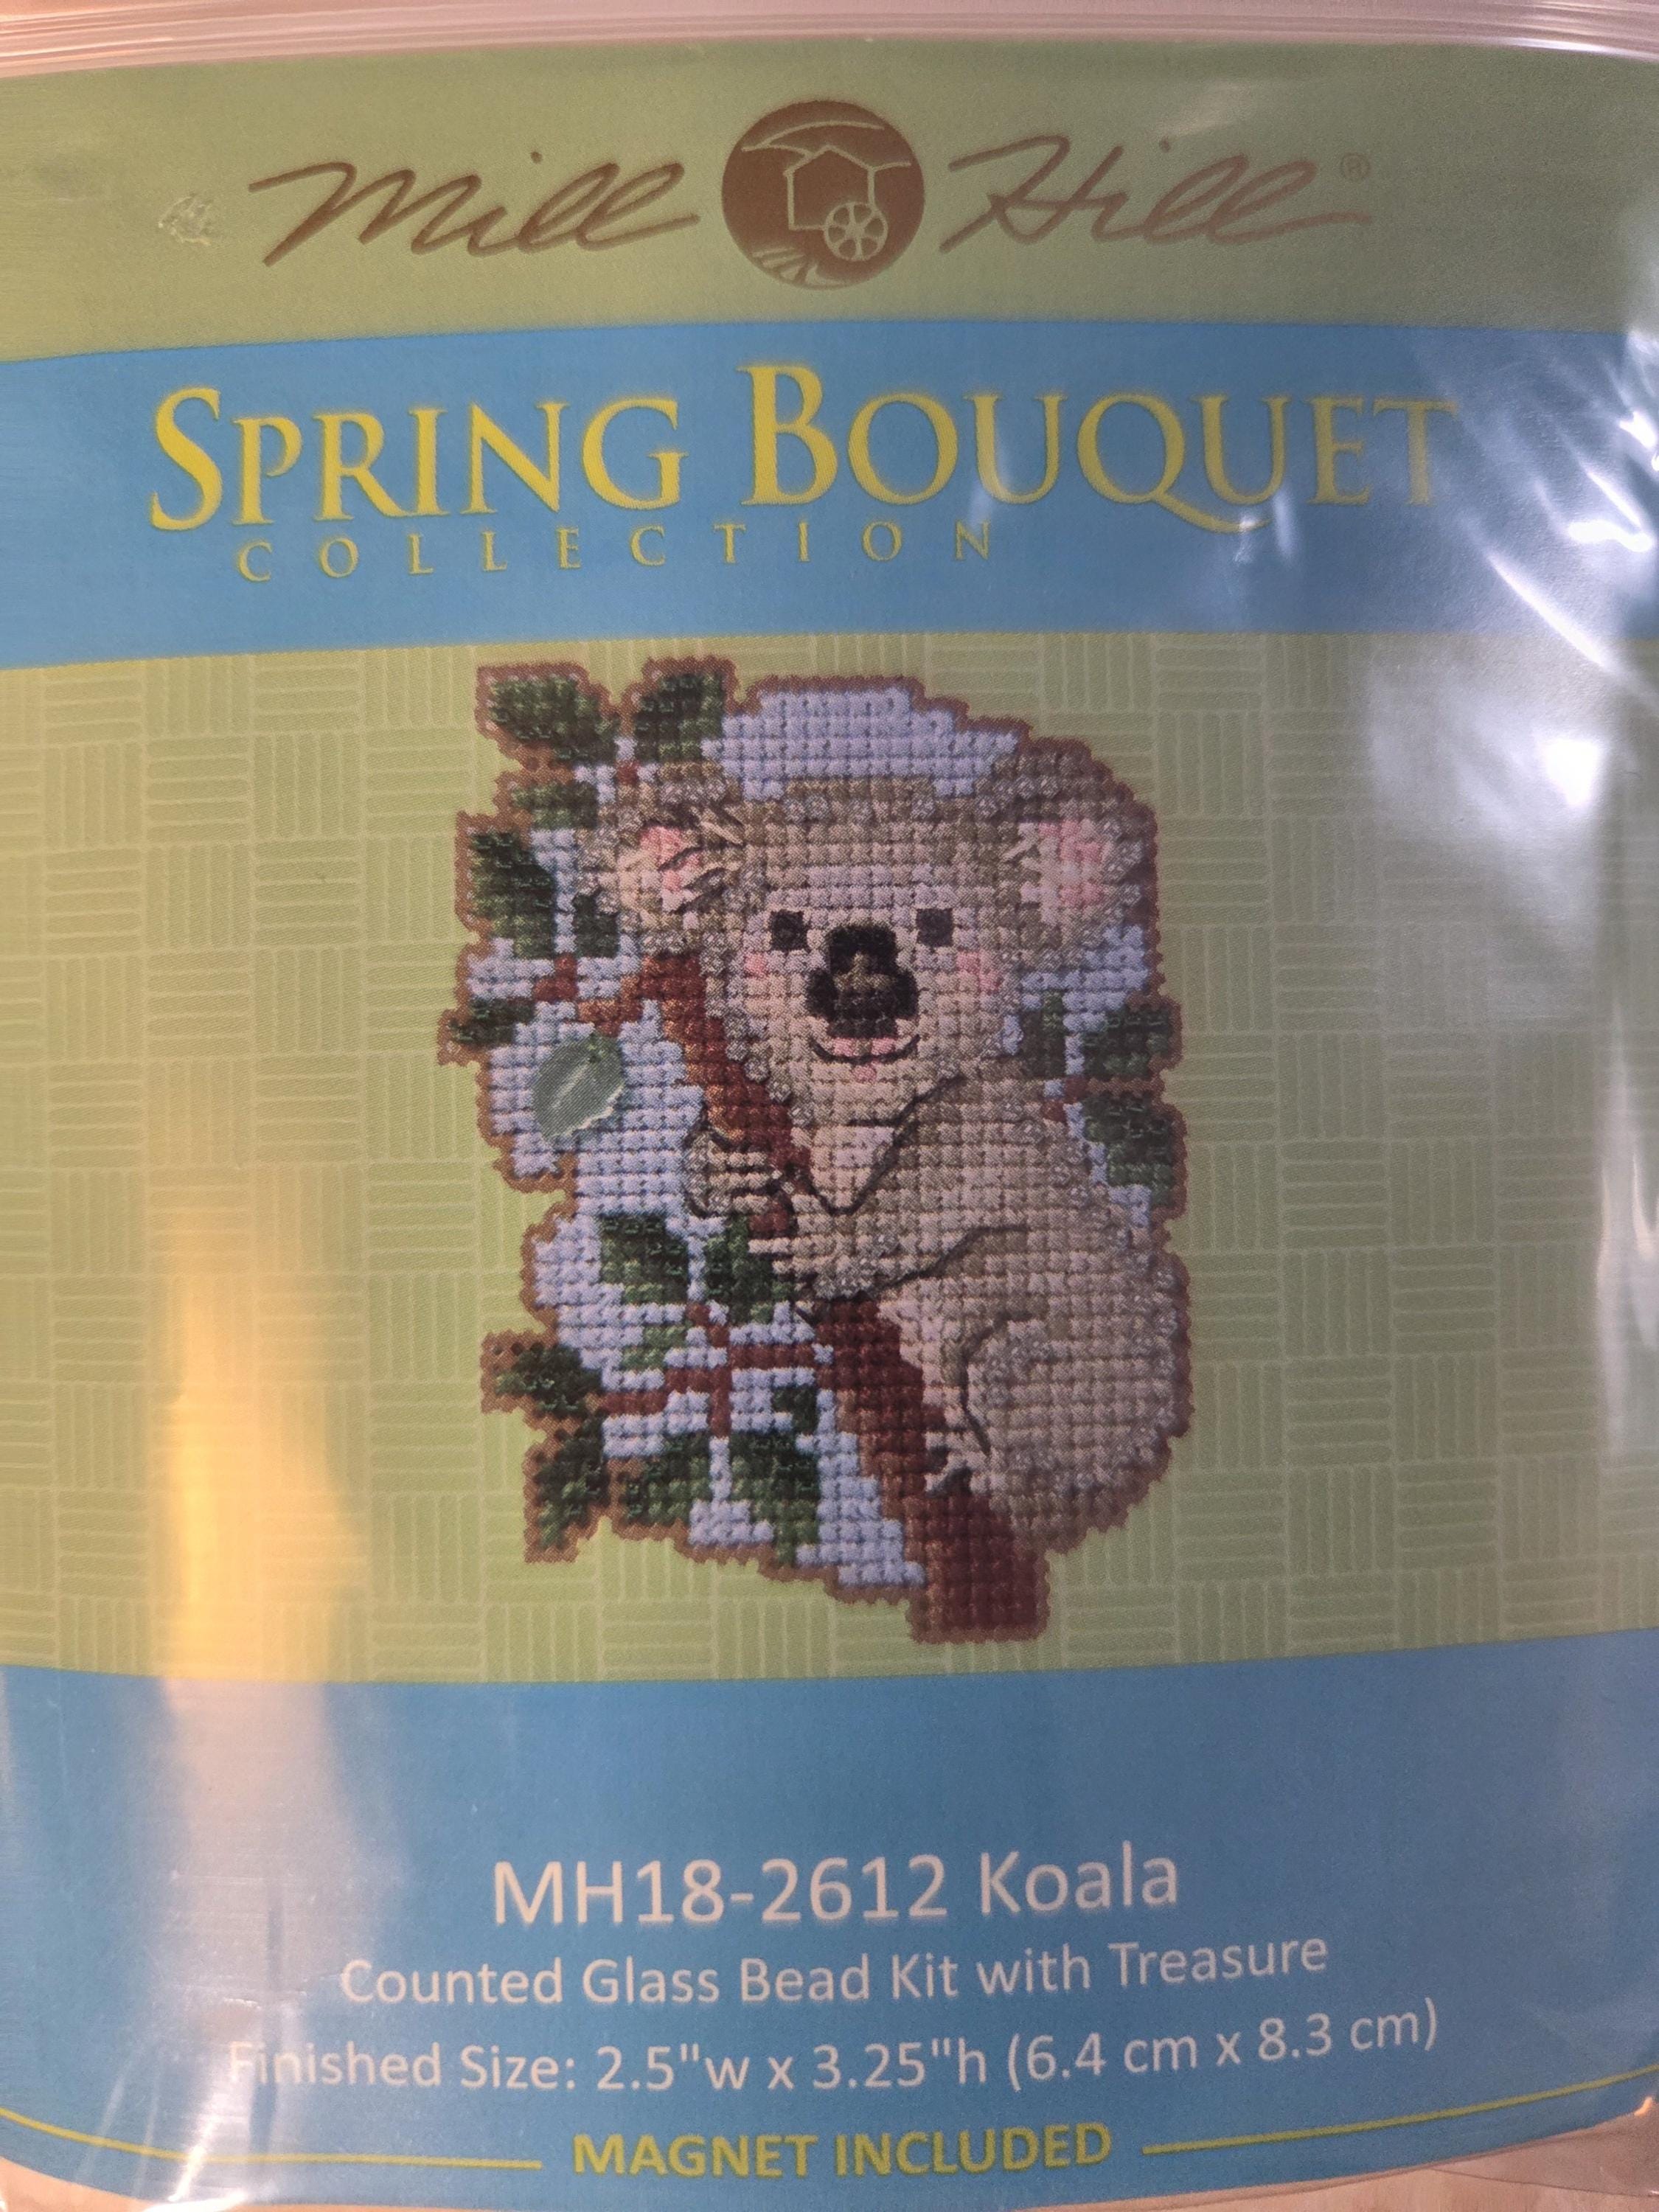 Mill Hill®
SPRING BOUQUET
COLLECTION
MH18-2612 Koala
Counted Glass Bead Kit with Treasure
Finished Size: 2.5"w x 3.25"h (6.4 cm x 8.3 cm)
MAGNET INCLUDED